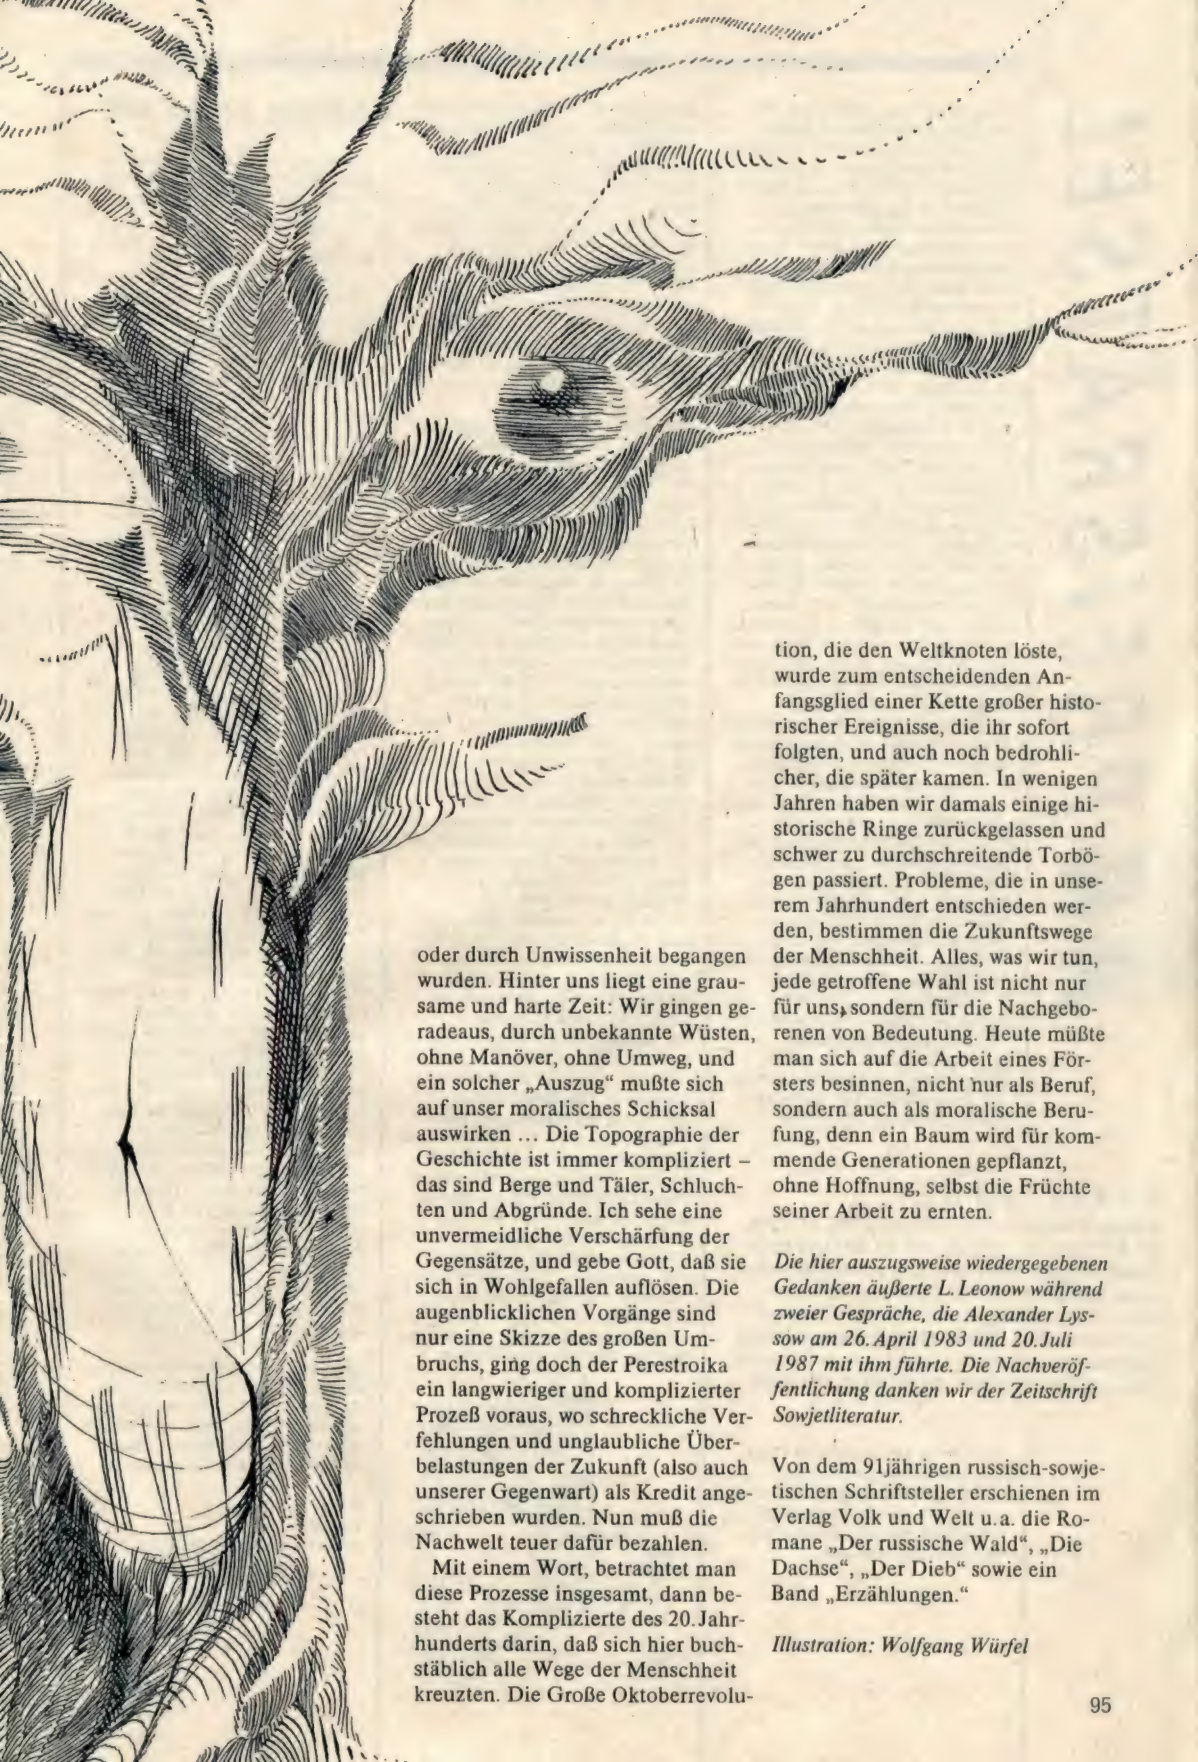 oder durch Unwissenheit begangen
wurden. Hinter uns liegt eine grau-
same und harte Zeit: Wir gingen ge-
radeaus, durch unbekannte Wüsten,
ohne Manöver, ohne Umweg, und
ein solcher „Auszug“ mußte sich
auf unser moralisches Schicksal
auswirken ... Die Topographie der
Geschichte ist immer kompliziert –
das sind Berge und Täler, Schluch-
ten und Abgründe. Ich sehe eine
unvermeidliche Verschärfung der
Gegensätze, und gebe Gott, daß sie
sich in Wohlgefallen auflösen. Die
augenblicklichen Vorgänge sind
nur eine Skizze des großen Um-
bruchs, ging doch der Perestroika
ein langwieriger und komplizierter
Prozeß voraus, wo schreckliche Ver-
fehlungen und unglaubliche Über-
belastungen der Zukunft (also auch
unserer Gegenwart) als Kredit ange-
schrieben wurden. Nun muß die
Nachwelt teuer dafür bezahlen.
Mit einem Wort, betrachtet man
diese Prozesse insgesamt, dann be-
steht das Komplizierte des 20. Jahr-
hunderts darin, daß sich hier buch-
stäblich alle Wege der Menschheit
kreuzten. Die Große Oktoberrevolu-
tion, die den Weltknoten löste,
wurde zum entscheidenden An-
fangsglied einer Kette großer histo-
rischer Ereignisse, die ihr sofort
folgten, und auch noch bedrohli-
cher, die später kamen. In wenigen
Jahren haben wir damals einige hi-
storische Ringe zurückgelassen und
schwer zu durchschreitende Torbö-
gen passiert. Probleme, die in unse-
rem Jahrhundert entschieden wer-
den, bestimmen die Zukunftswege
der Menschheit. Alles, was wir tun,
jede getroffene Wahl ist nicht nur
für uns, sondern für die Nachgebo-
renen von Bedeutung. Heute müßte
man sich auf die Arbeit eines För-
sters besinnen, nicht nur als Beruf,
sondern auch als moralische Beru-
fung, denn ein Baum wird für kom-
mende Generationen gepflanzt,
ohne Hoffnung, selbst die Früchte
seiner Arbeit zu ernten.
Die hier auszugsweise wiedergegebenen
Gedanken äußerte L. Leonow während
zweier Gespräche, die Alexander Lys-
sow am 26. April 1983 und 20. Juli
1987 mit ihm führte. Die Nachveröf-
fentlichung danken wir der Zeitschrift
Sowjetliteratur.
Von dem 91jährigen russisch-sowje-
tischen Schriftsteller erschienen im
Verlag Volk und Welt u. a. die Ro-
mane „Der russische Wald“, „Die
Dachse“, „Der Dieb“ sowie ein
Band „Erzählungen.“
Illustration: Wolfgang Würfel
95